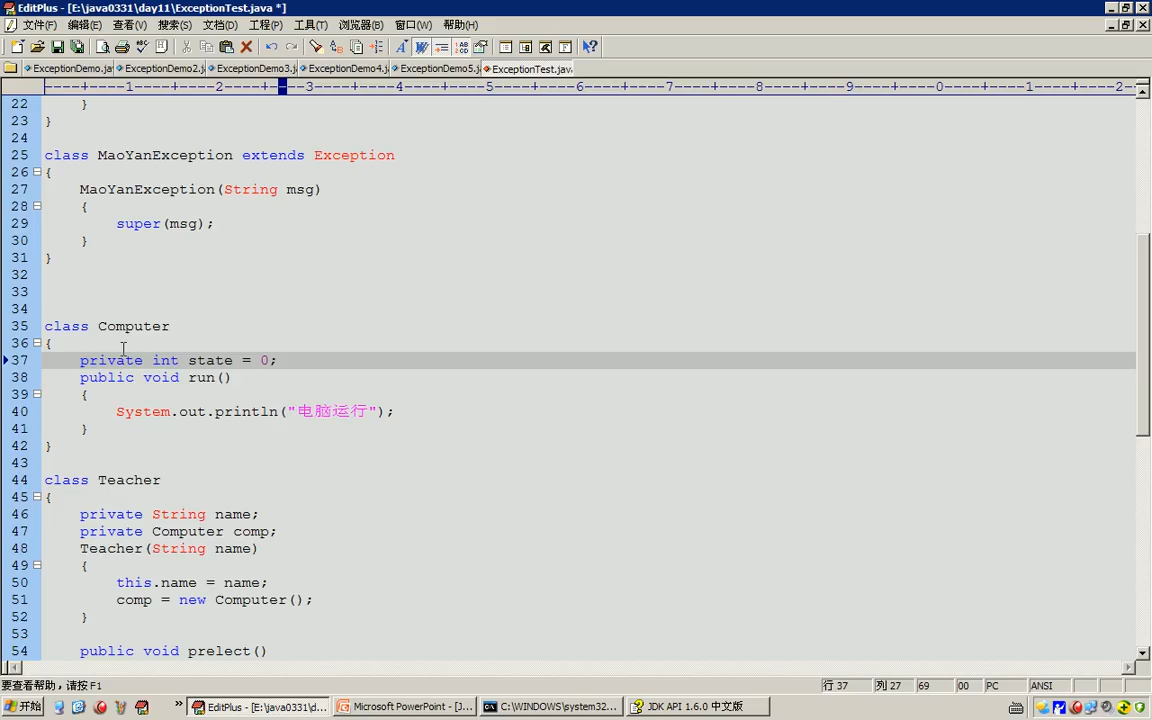 EditPlus - [E:\java0331\day11\ExceptionTest.java *]
文件(F) 编辑(E) 查看(V) 搜索(S) 文档(D) 工程(P) 工具(T) 浏览器(B) 窗口(W) 帮助(H)
ExceptionDemo.ja ExceptionDemo2.j ExceptionDemo3.j ExceptionDemo4.j ExceptionDemo5.j ExceptionTest.jav
----+----1----+----2----+----3----+----4----+----5----+----6----+----7----+----8----+----9----+----0----+----1----+----2-
22 }
23 }
24
25 class MaoYanException extends Exception
26 {
27 MaoYanException(String msg)
28 {
29 super(msg);
30 }
31 }
32
33
34
35 class Computer
36 {
37 private int state = 0;
38 public void run()
39 {
40 System.out.println("电脑运行");
41 }
42 }
43
44 class Teacher
45 {
46 private String name;
47 private Computer comp;
48 Teacher(String name)
49 {
50 this.name = name;
51 comp = new Computer();
52 }
53
54 public void prelect()
要查看帮助,请按F1 行 37 列 27 69 00 PC ANSI
开始 » EditPlus - [E:\java0331\d... Microsoft PowerPoint - [J... C:\WINDOWS\system32... JDK API 1.6.0 中文版